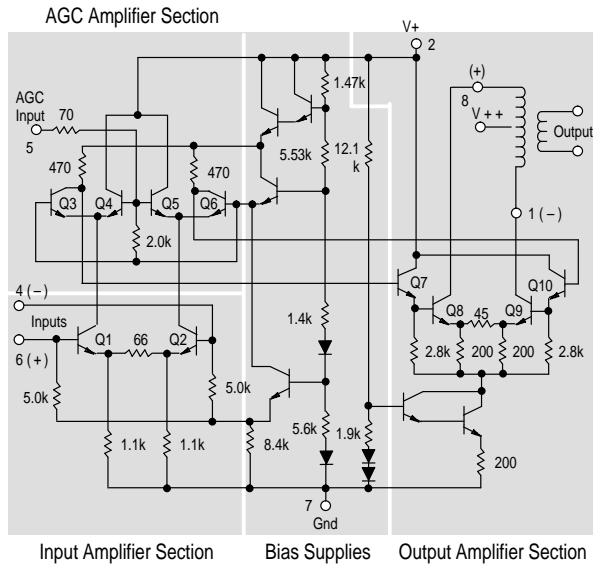 AGC Amplifier Section
V+
2
(+)
8
1.47k
AGC
Input
5
70
V + +
Output
12.1
k
5.53k
470
470
Q3
Q4
Q5
Q6
2.0k
1 ( – )
Q7
Q10
4 ( – )
Q8
45
Q9
Inputs
1.4k
6 (+)
Q1
66
Q2
2.8k
200
200
2.8k
5.0k
5.0k
1.1k
1.1k
8.4k
5.6k
1.9k
200
7
Gnd
Input Amplifier Section
Bias Supplies
Output Amplifier Section